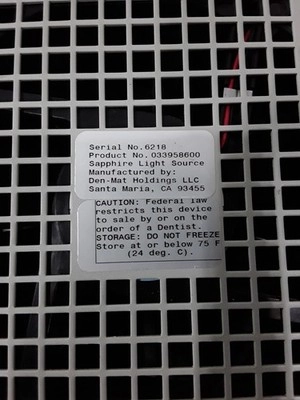 Serial No.6218
Product No.033958600
Sapphire Light Source
Manufactured by:
Den-Mat Holdings LLC
Santa Maria, CA 93455
CAUTION: Federal law
restricts this device
to sale by or on the
order of a Dentist.
STORAGE: DO NOT FREEZE
Store at or below 75 F
(24 deg. C).